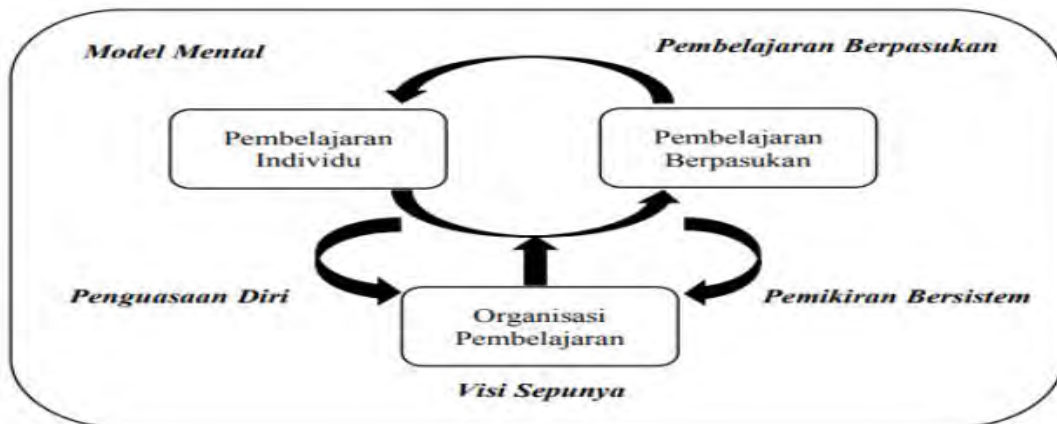 Model Mental
Pembelajaran Berpasukan
Pembelajaran
Individu
Pembelajaran
Berpasukan
Penguasaan Diri
Pemikiran Bersistem
Organisasi
Pembelajaran
Visi Sepunya